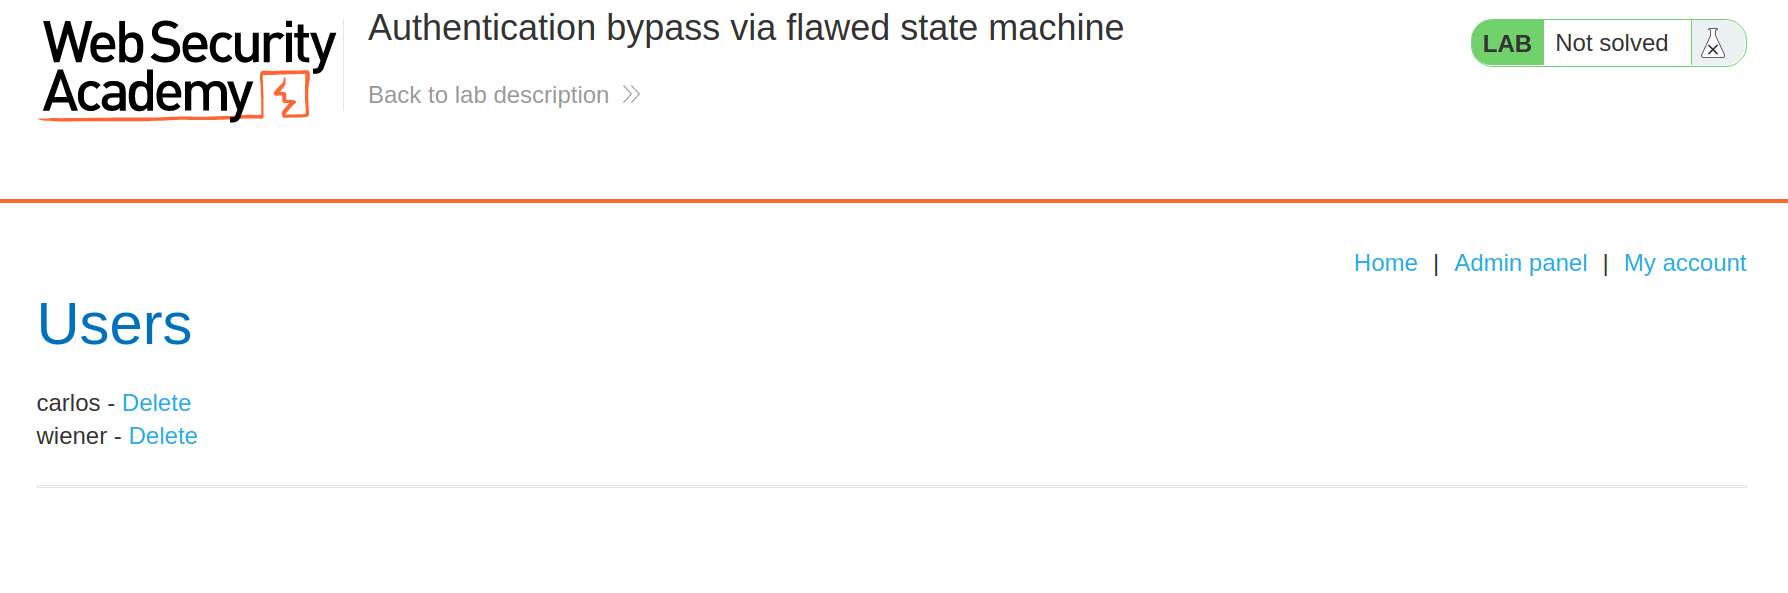 Web Security
Academy
Authentication bypass via flawed state machine
Back to lab description
LAB Not solved
Home | Admin panel | My account
Users
carlos - Delete
wiener - Delete